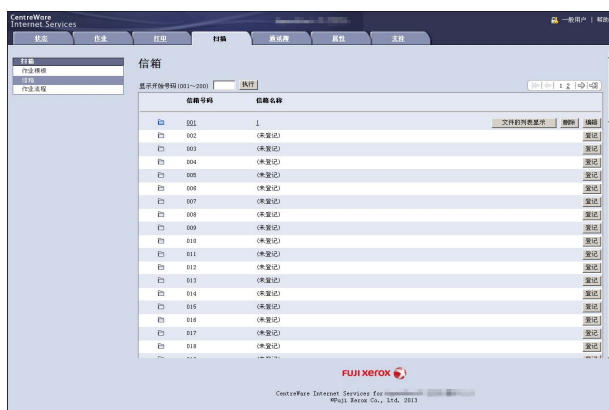 CentreWare
Internet Services
一般用户 | 帮助
状态 作业 打印 扫描 通讯簿 属性 支持
扫描
作业模板
信箱
作业流程
信箱
显示开始号码(001～200) 执行
1 2
信箱号码 信箱名称
001 1 文件的列表显示 删除 编辑
002 (未登记) 登记
003 (未登记) 登记
004 (未登记) 登记
005 (未登记) 登记
006 (未登记) 登记
007 (未登记) 登记
008 (未登记) 登记
009 (未登记) 登记
010 (未登记) 登记
011 (未登记) 登记
012 (未登记) 登记
013 (未登记) 登记
014 (未登记) 登记
015 (未登记) 登记
016 (未登记) 登记
017 (未登记) 登记
018 (未登记) 登记
FUJI XEROX
CentreWare Internet Services for
©Fuji Xerox Co., Ltd. 2013